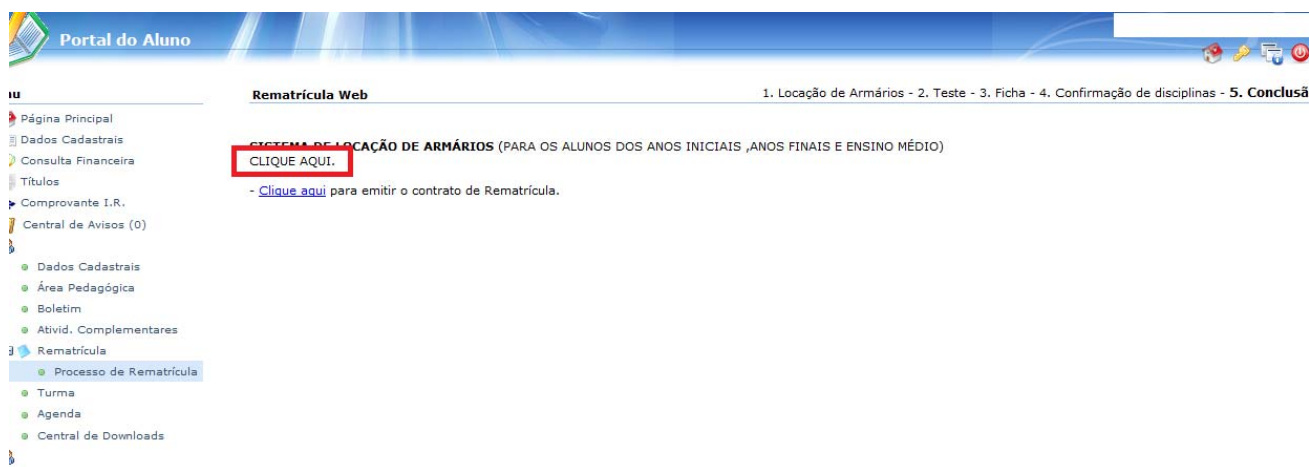 Portal do Aluno
nu
Página Principal
Dados Cadastrais
Consulta Financeira
Títulos
Comprovante I.R.
Central de Avisos (0)
Dados Cadastrais
Área Pedagógica
Boletim
Ativid. Complementares
Rematrícula
Processo de Rematrícula
Turma
Agenda
Central de Downloads
Rematrícula Web
1. Locação de Armários - 2. Teste - 3. Ficha - 4. Confirmação de disciplinas - 5. Conclusã
SISTEMA DE LOCAÇÃO DE ARMÁRIOS (PARA OS ALUNOS DOS ANOS INICIAIS ,ANOS FINAIS E ENSINO MÉDIO)
CLIQUE AQUI.
- Clique aqui para emitir o contrato de Rematrícula.